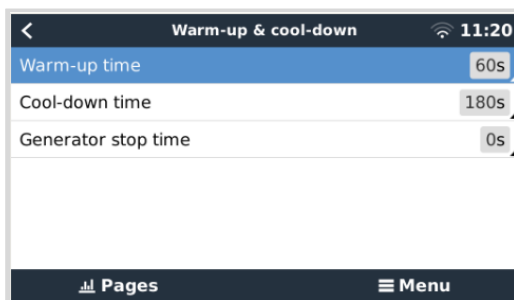 Warm-up & cool-down 11:20
Warm-up time 60s
Cool-down time 180s
Generator stop time 0s
Pages Menu